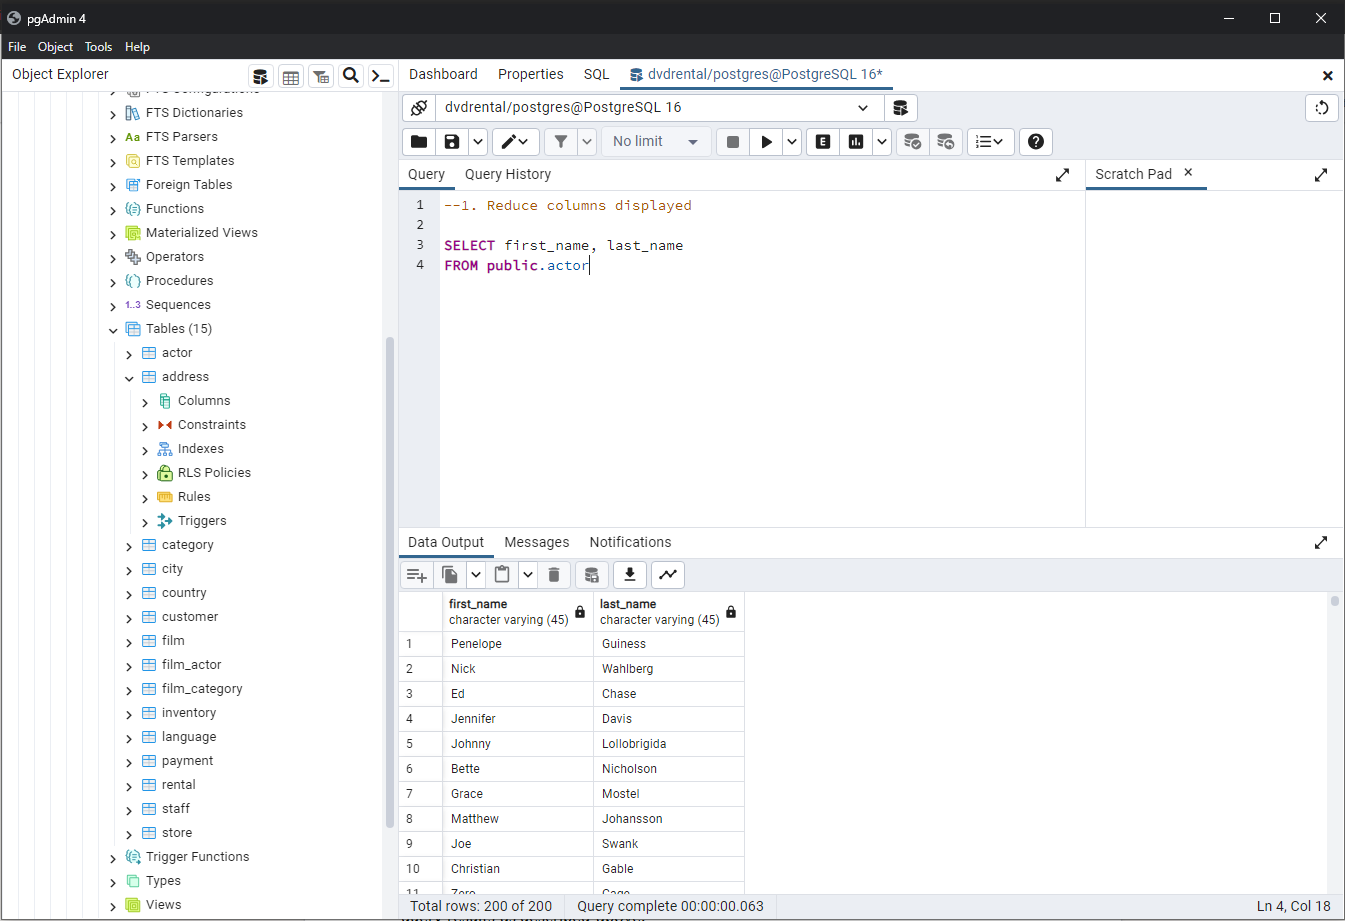 pgAdmin 4
File Object Tools Help
Object Explorer
Dashboard Properties SQL dvdrental/postgres@PostgreSQL 16*
dvdrental/postgres@PostgreSQL 16
No limit
E
Query Query History
Scratch Pad
1 --1. Reduce columns displayed
2
3 SELECT first_name, last_name
4 FROM public.actor
FTS Configurations
FTS Dictionaries
Aa FTS Parsers
FTS Templates
Foreign Tables
Functions
Materialized Views
Operators
Procedures
1..3 Sequences
Tables (15)
actor
address
Columns
Constraints
Indexes
RLS Policies
Rules
Triggers
category
city
country
customer
film
film_actor
film_category
inventory
language
payment
rental
staff
store
Trigger Functions
Types
Views
Data Output Messages Notifications
first_name last_name
character varying (45) character varying (45)
1 Penelope Guiness
2 Nick Wahlberg
3 Ed Chase
4 Jennifer Davis
5 Johnny Lollobrigida
6 Bette Nicholson
7 Grace Mostel
8 Matthew Johansson
9 Joe Swank
10 Christian Gable
11 Zero Cage
Total rows: 200 of 200 Query complete 00:00:00.063 Ln 4, Col 18